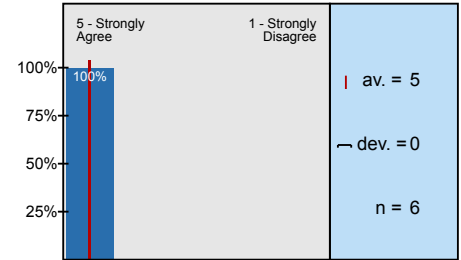 5 - Strongly Agree
1 - Strongly Disagree
100%
100%
75%
50%
25%
av. = 5
dev. =0
n = 6